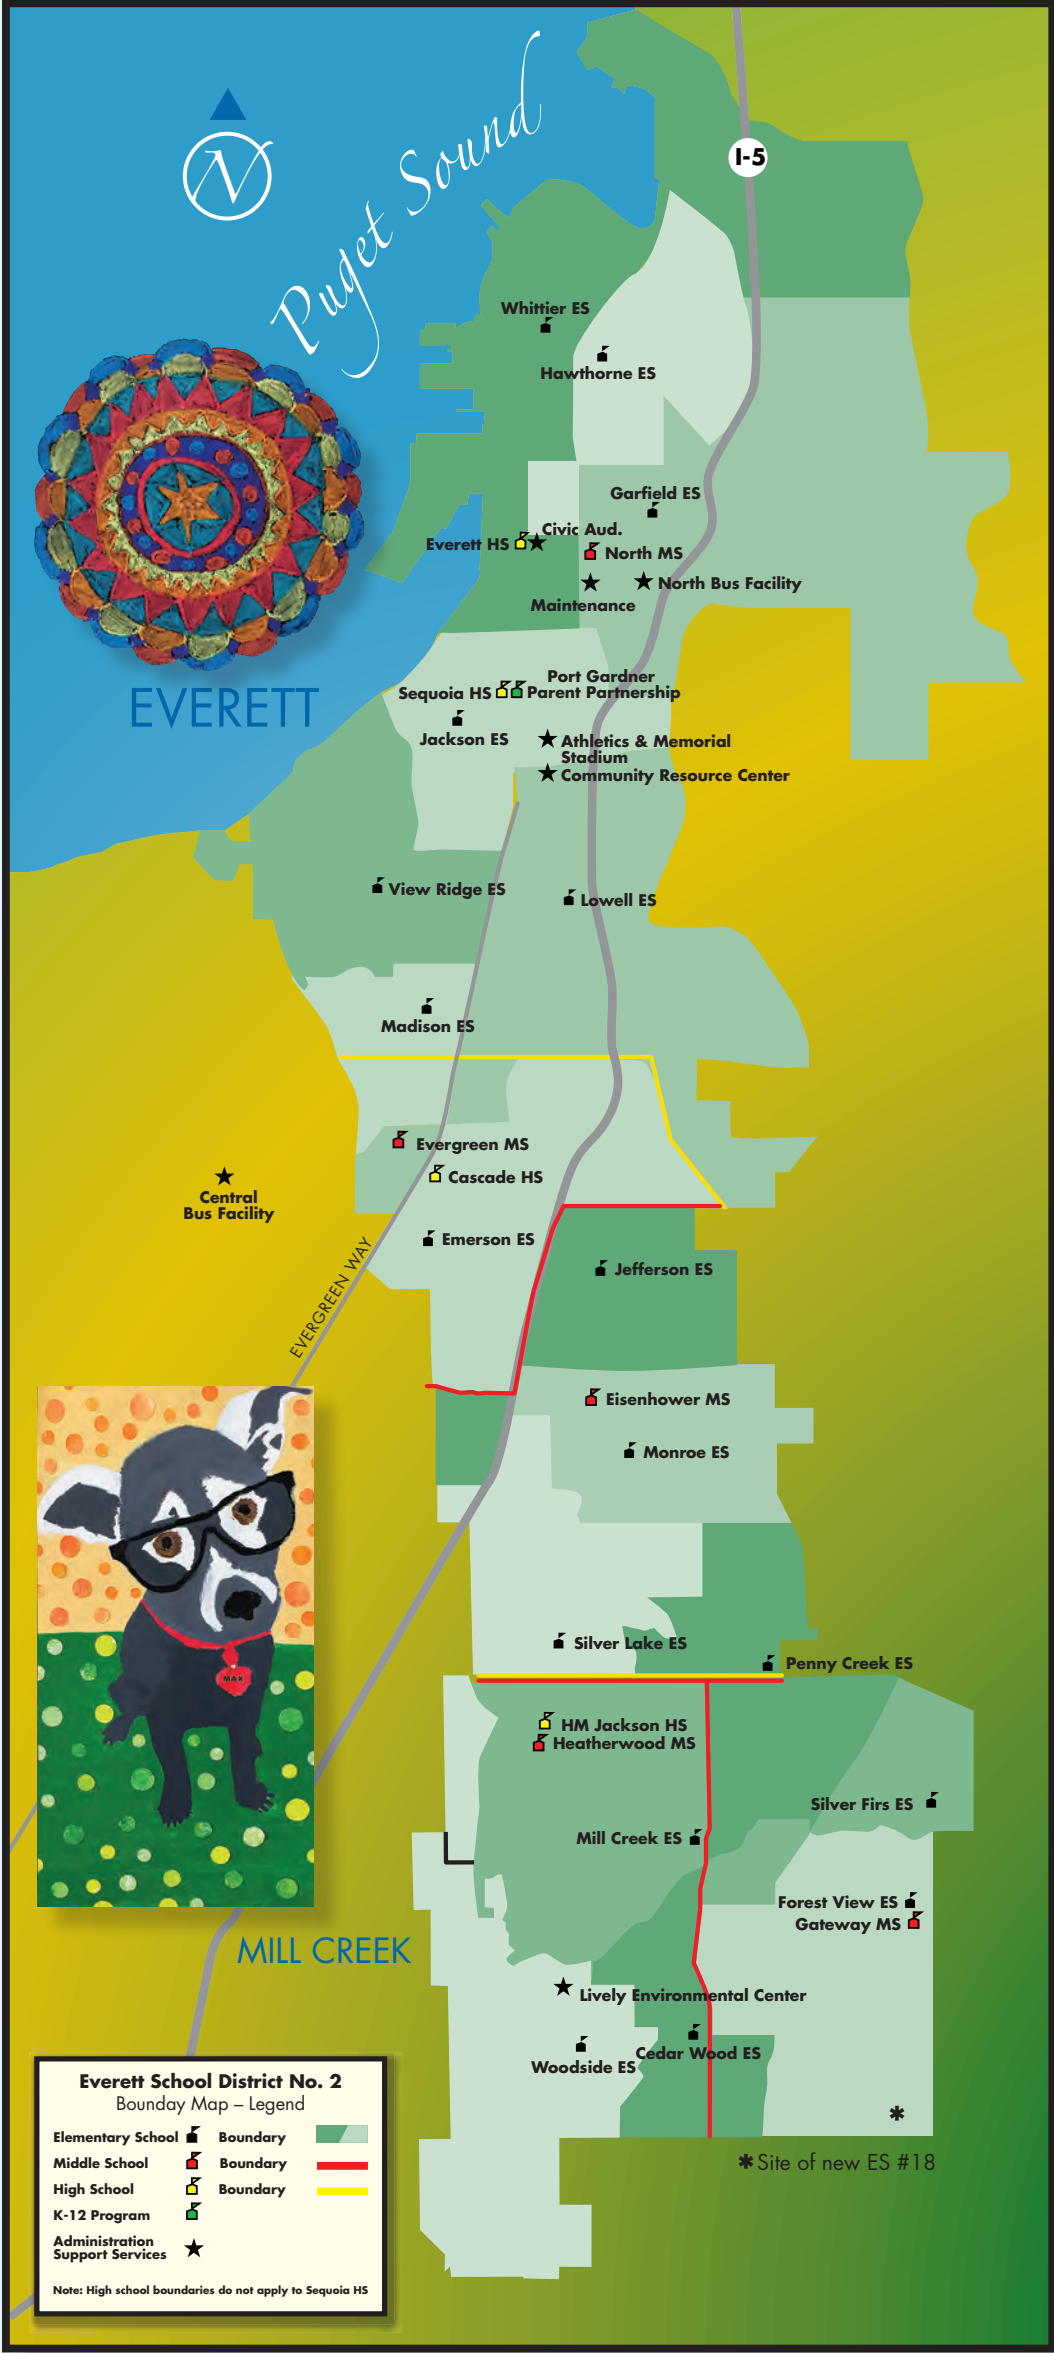 N
Puget Sound
I-5
Whittier ES
Hawthorne ES
Garfield ES
Civic Aud.
Everett HS
North MS
North Bus Facility
Maintenance
EVERETT
Port Gardner
Sequoia HS
Parent Partnership
Jackson ES
Athletics & Memorial
Stadium
Community Resource Center
View Ridge ES
Lowell ES
Madison ES
Evergreen MS
Cascade HS
Central
Bus Facility
Emerson ES
EVERGREEN WAY
Jefferson ES
Eisenhower MS
Monroe ES
Silver Lake ES
Penny Creek ES
MAX
HM Jackson HS
Heatherwood MS
Silver Firs ES
Mill Creek ES
Forest View ES
Gateway MS
MILL CREEK
Lively Environmental Center
Cedar Wood ES
Woodside ES
*
* Site of new ES #18
Everett School District No. 2
Bounday Map – Legend
Elementary School Boundary
Middle School Boundary
High School Boundary
K-12 Program
Administration
Support Services
Note: High school boundaries do not apply to Sequoia HS